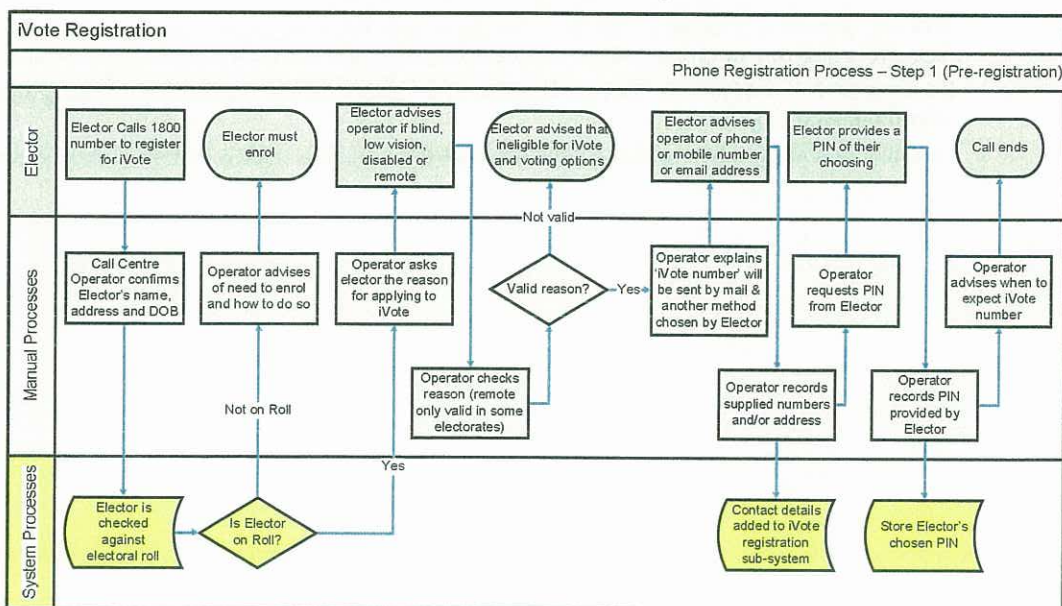 iVote Registration
Phone Registration Process – Step 1 (Pre-registration)
Elector
Elector Calls 1800
number to register
for iVote
Elector must
enrol
Elector advises
operator if blind,
low vision,
disabled or
remote
Elector advised that
ineligible for iVote
and voting options
Elector advises
operator of phone
or mobile number
or email address
Elector provides a
PIN of their
choosing
Call ends
Not valid
Manual Processes
Call Centre
Operator confirms
Elector's name,
address and DOB
Operator advises
of need to enrol
and how to do so
Operator asks
elector the reason
for applying to
iVote
Valid reason?
Yes
Operator explains
'iVote number' will
be sent by mail &
another method
chosen by Elector
Operator
requests PIN
from Elector
Operator
advises when to
expect iVote
number
Not on Roll
Operator checks
reason (remote
only valid in some
electorates)
Operator records
supplied numbers
and/or address
Operator
records PIN
provided by
Elector
Yes
System Processes
Elector is
checked
against
electoral roll
Is Elector
on Roll?
Contact details
added to iVote
registration
sub-system
Store Elector's
chosen PIN